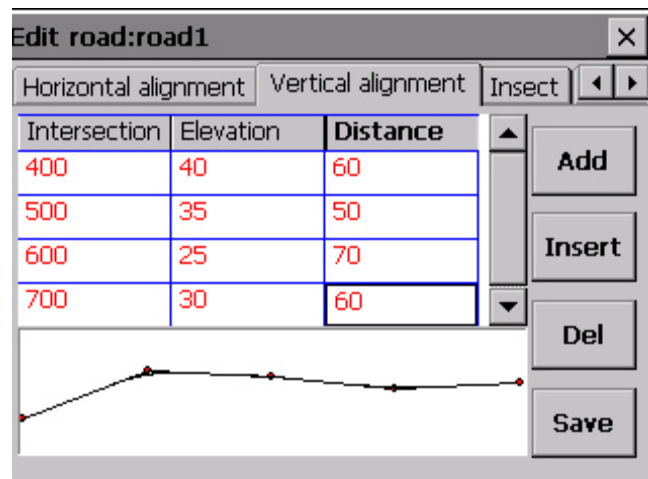 Edit road:road1
Horizontal alignment Vertical alignment Insect
Intersection Elevation Distance
400 40 60
Add
500 35 50
600 25 70
Insert
700 30 60
Del
Save